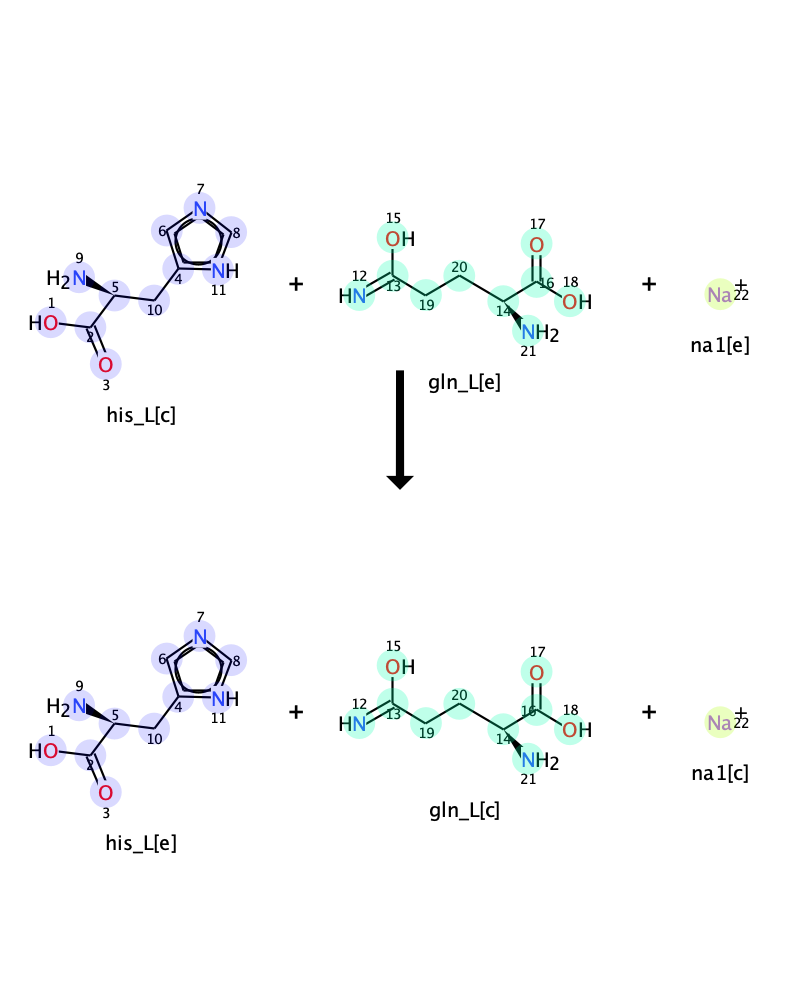 7
6 N 8
9
H₂N 5 4 NH
1 11
HO 2 10
O
3
his_L[c]
+
15
OH
12 13 20
HN 19
17
O
16 18
14 OH
NH₂
21
gln_L[e]
+
Na+ 22
na1[e]
7
6 N 8
9
H₂N 5 4 NH
1 11
HO 2 10
O
3
his_L[e]
+
15
OH
12 13 20
HN 19
17
O
16 18
14 OH
NH₂
21
gln_L[c]
+
Na+ 22
na1[c]